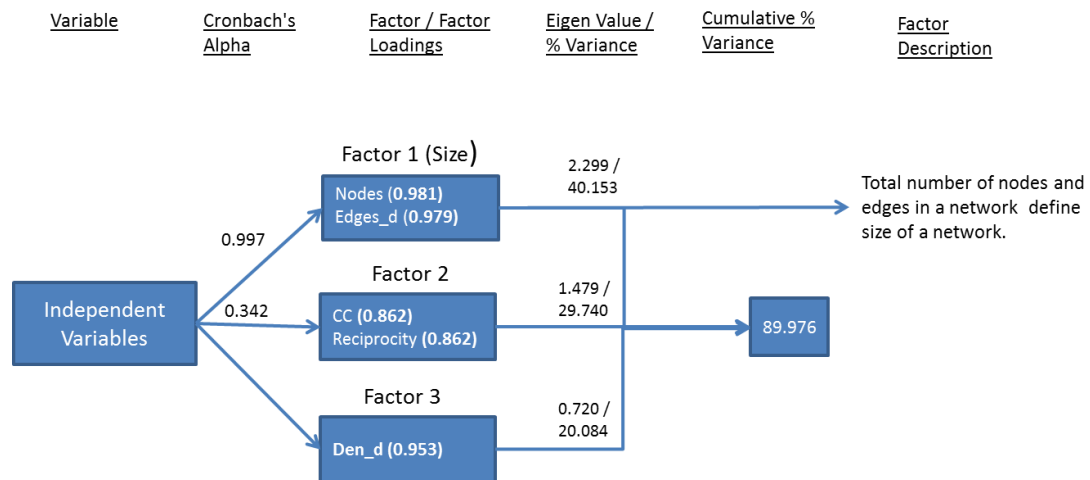 Variable
Cronbach's
Alpha
Factor / Factor
Loadings
Eigen Value /
% Variance
Cumulative %
Variance
Factor
Description
Factor 1 (Size)
Nodes (0.981)
Edges_d (0.979)
2.299 /
40.153
Total number of nodes and
edges in a network define
size of a network.
0.997
Independent
Variables
0.342
Factor 2
CC (0.862)
Reciprocity (0.862)
1.479 /
29.740
89.976
Factor 3
Den_d (0.953)
0.720 /
20.084